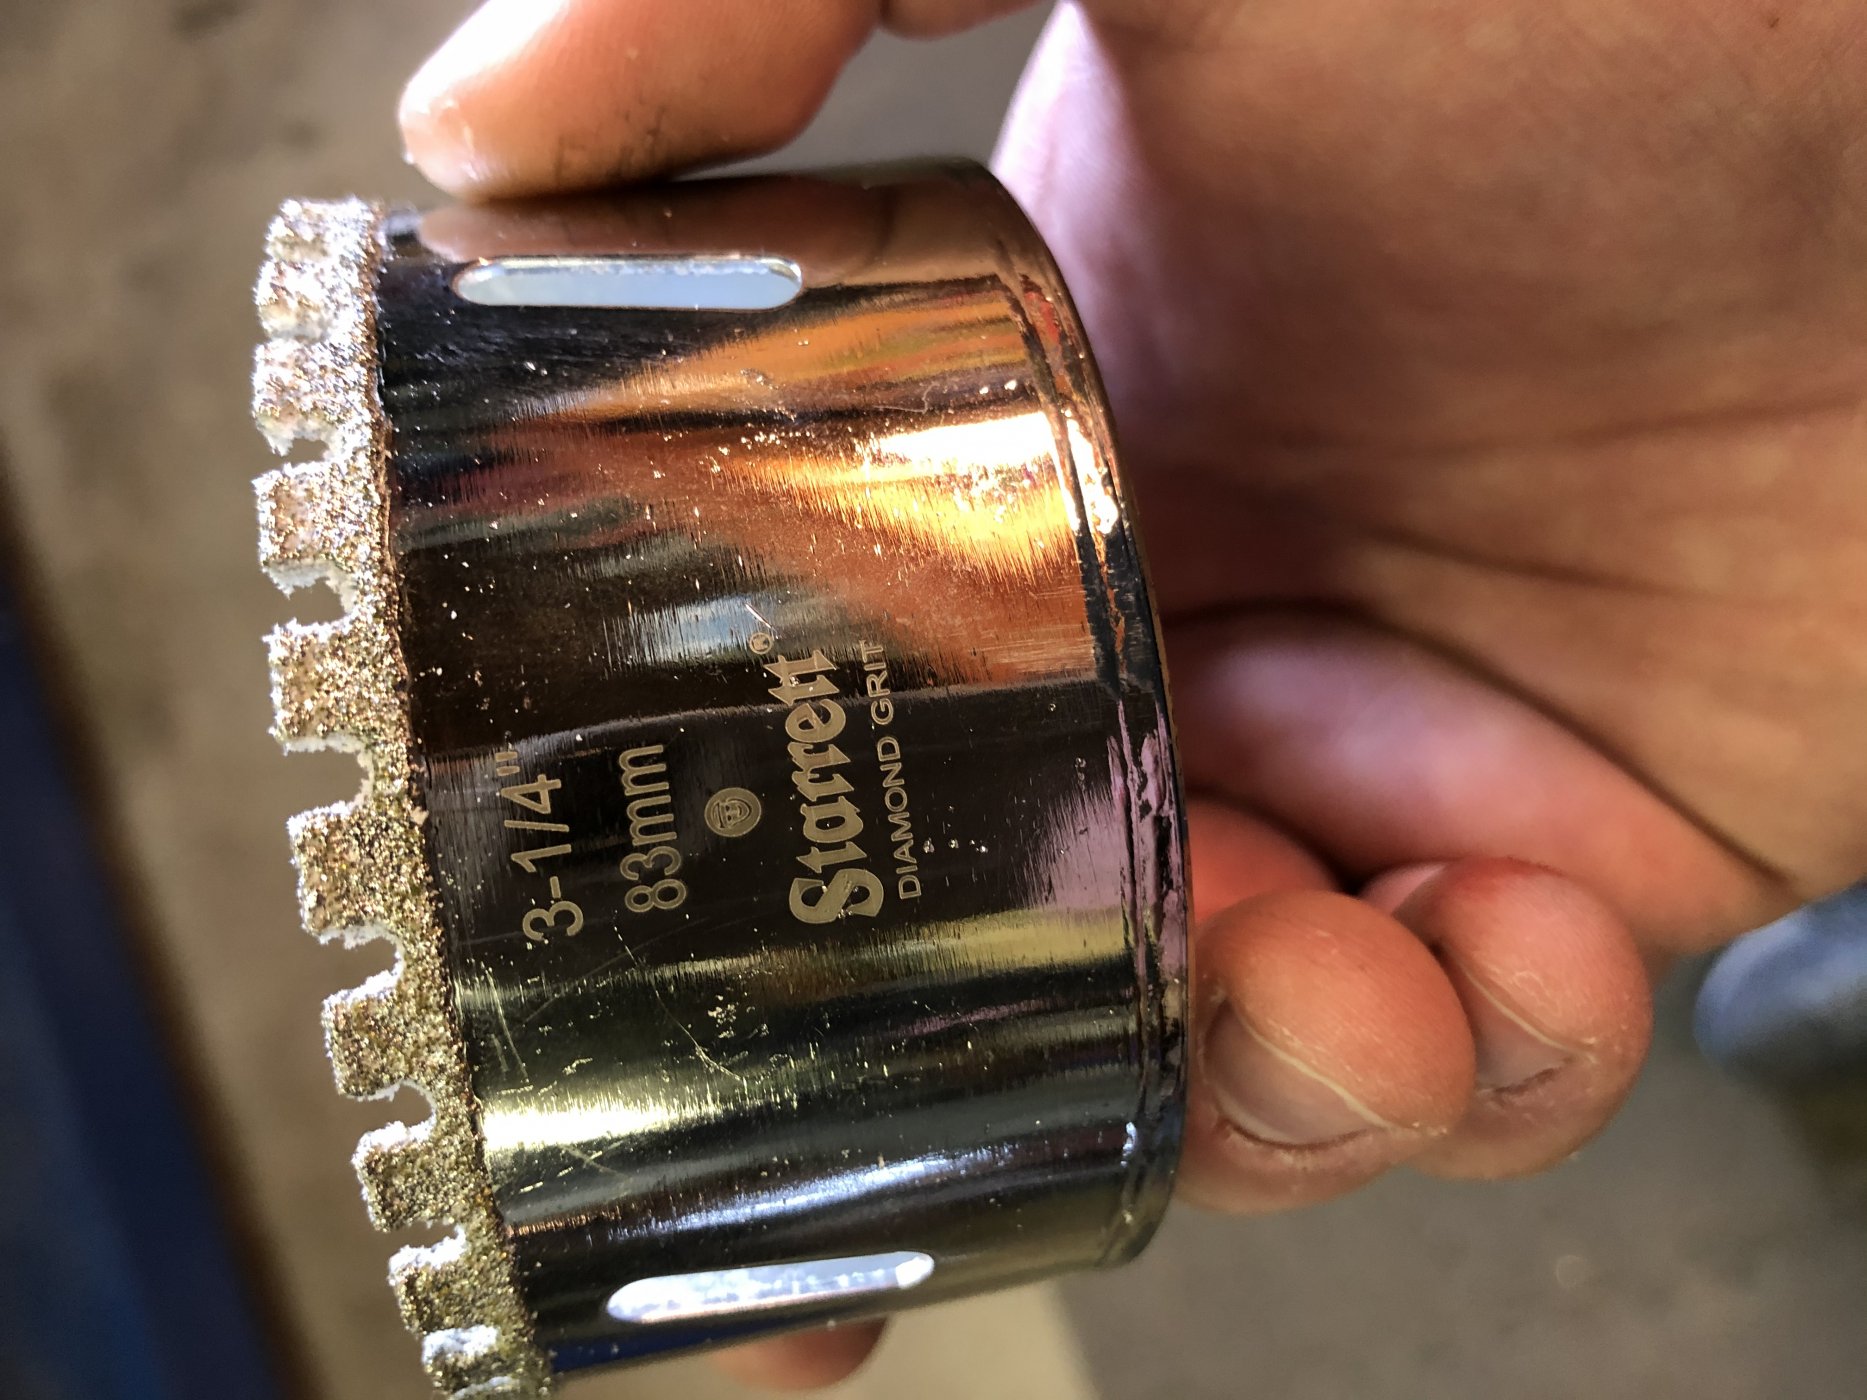 3-1/4"
83mm
Starrett®
DIAMOND GRIT